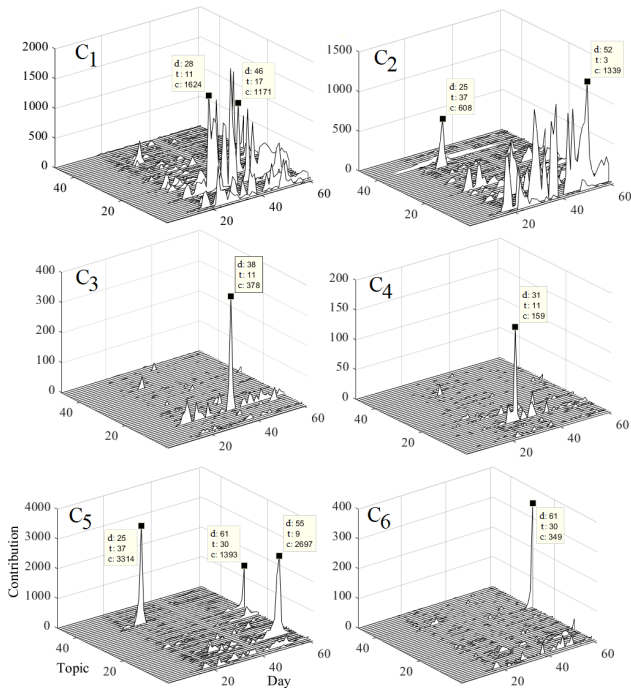 C1
2000
1500
1000
500
0
40
20
20
40
60
d: 28
t: 11
c: 1624
d: 46
t: 17
c: 1171
C2
1500
1000
500
0
40
20
20
40
60
d: 25
t: 37
c: 608
d: 52
t: 3
c: 1339
C3
400
300
200
100
0
40
20
20
40
60
d: 38
t: 11
c: 378
C4
200
150
100
50
0
40
20
20
40
60
d: 31
t: 11
c: 159
C5
4000
3000
2000
1000
0
40
20
20
40
60
d: 25
t: 37
c: 3314
d: 61
t: 30
c: 1393
d: 55
t: 9
c: 2697
Contribution
Topic
Day
C6
400
300
200
100
0
40
20
20
40
60
d: 61
t: 30
c: 349